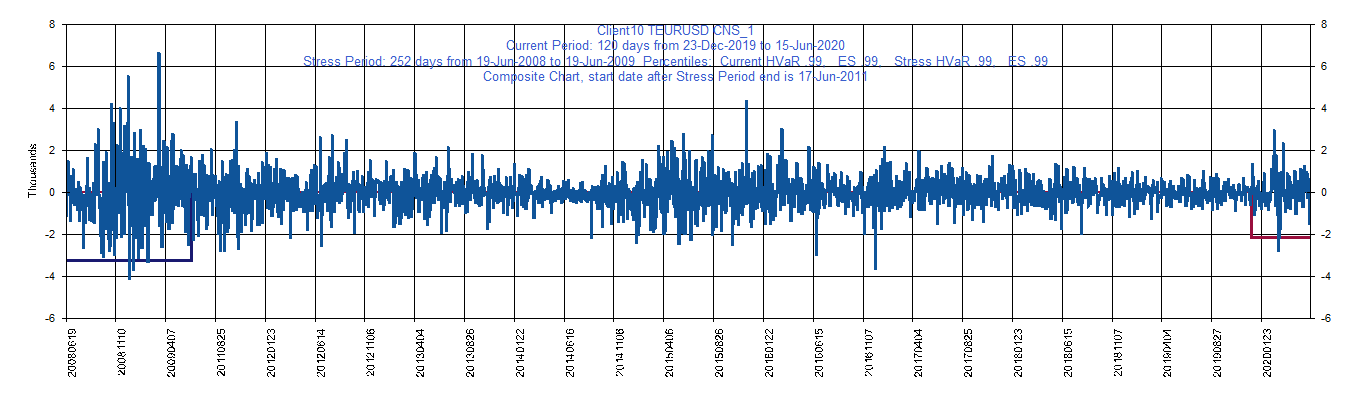 Client10 TEURUSD CNS_1
Current Period: 120 days from 23-Dec-2019 to 15-Jun-2020
Stress Period: 252 days from 19-Jun-2008 to 19-Jun-2009 Percentiles: Current HVaR .99, ES .99, Stress HVaR .99, ES .99
Composite Chart, start date after Stress Period end is 17-Jun-2011
Thousands
8 8
6 6
4 4
2 2
0 0
-2 -2
-4 -4
-6 -6
20080619 20081110 20090407 20110825 20120123 20120614 20121106 20130404 20130826 20140122 20140616 20141106 20150406 20150826 20160122 20160615 20161107 20170404 20170825 20180123 20180615 20181107 20190404 20190827 20200123